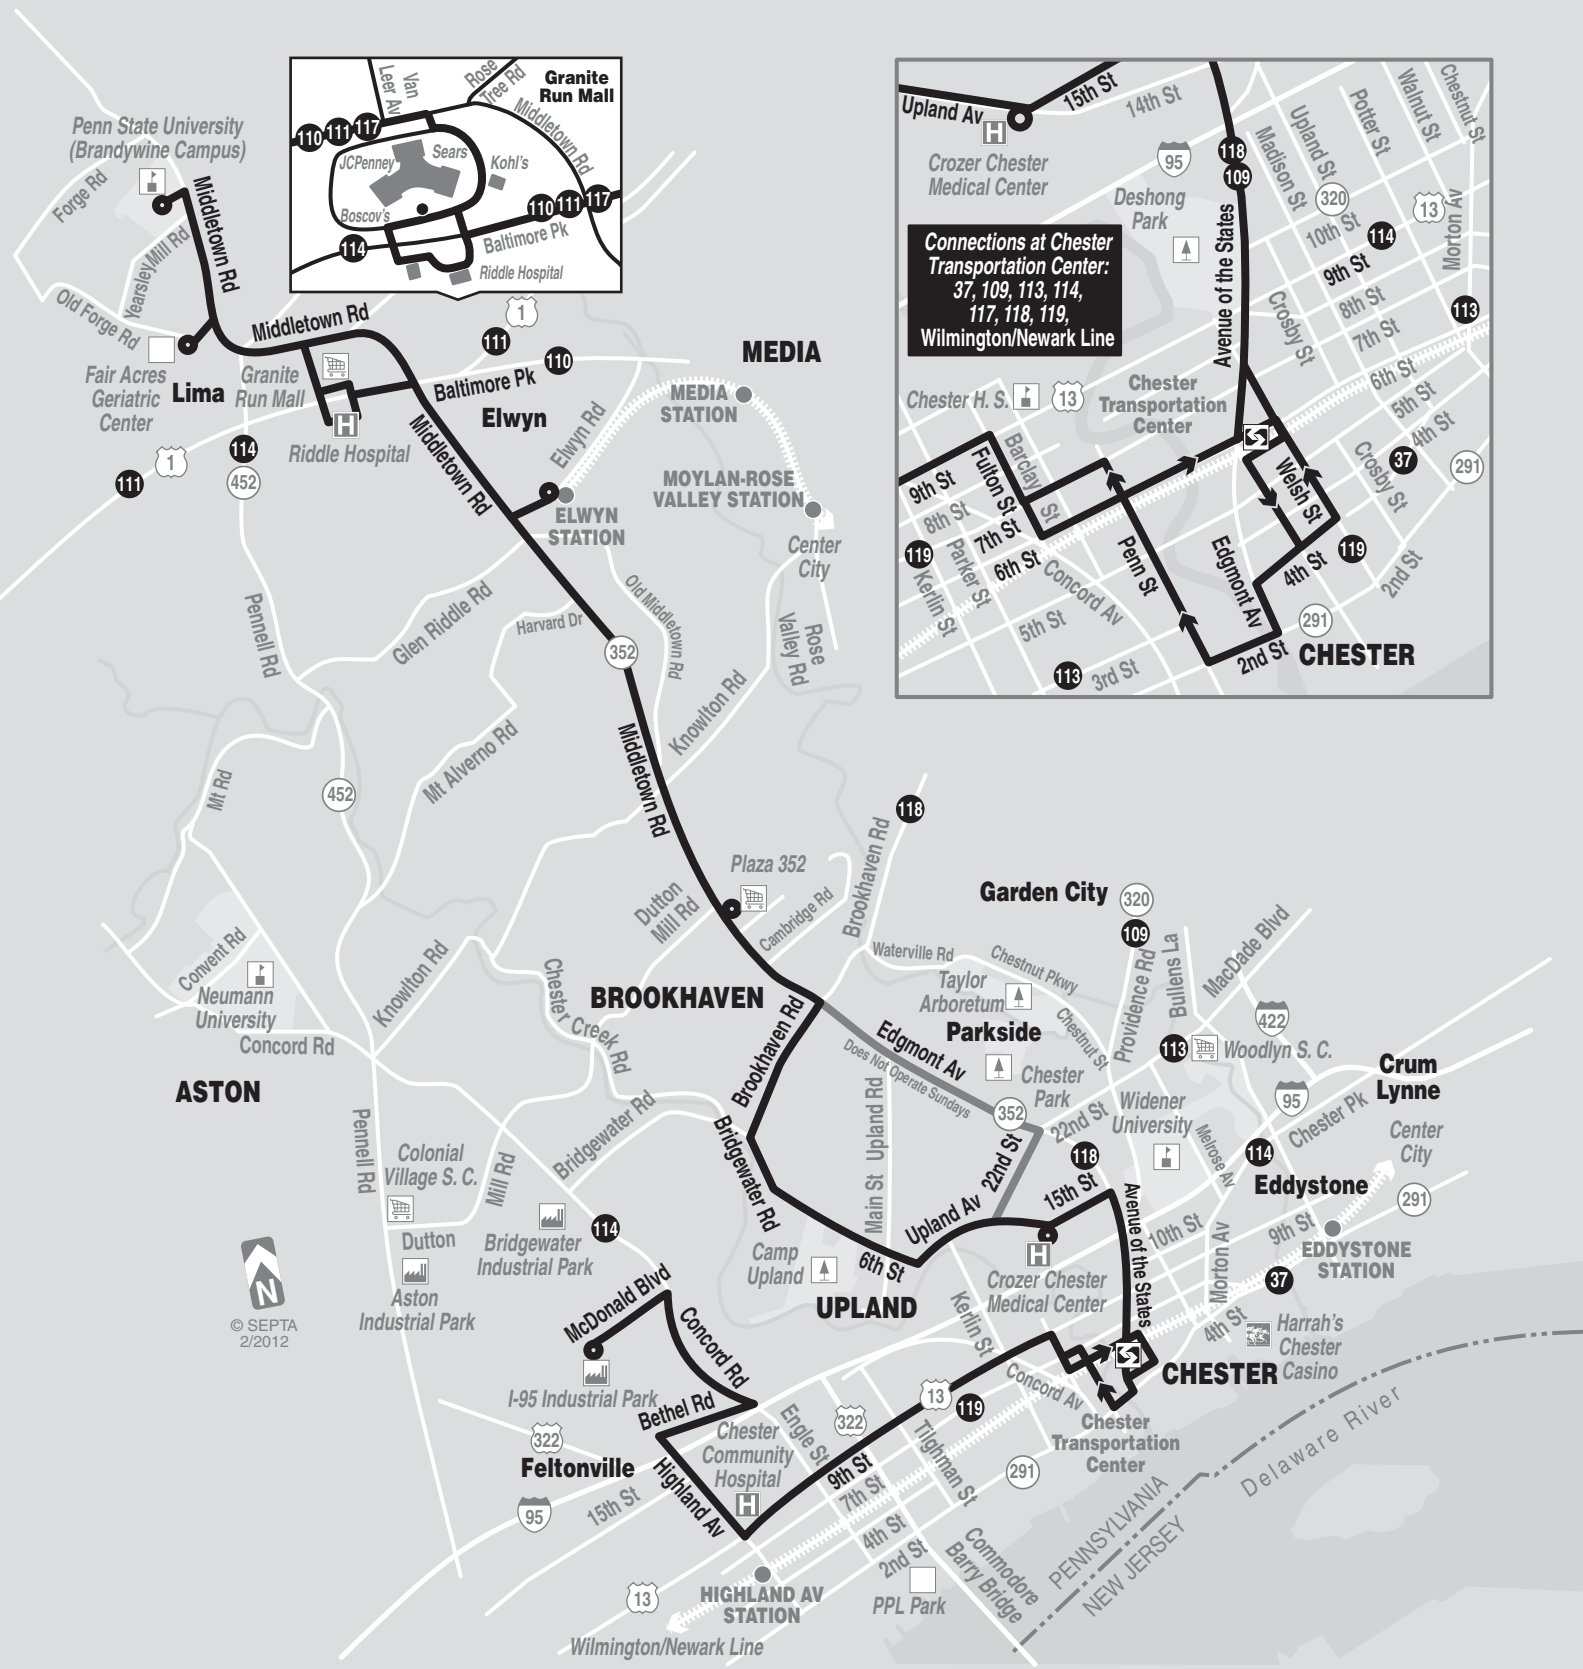 Penn State University
(Brandywine Campus)
Forge Rd
Middletown Rd
Yearsley Mill Rd
Old Forge Rd
Fair Acres
Geriatric
Center
Lima
Middletown Rd
Granite
Run Mall
Riddle Hospital
Baltimore Pk
Elwyn
1
111
110
1
111
114
452
Granite
Run Mall
Van
Leer Av
Rose
Tree Rd
Middletown Rd
110
111
117
JCPenney
Sears
Kohl's
Boscov's
110
111
117
114
Baltimore Pk
Riddle Hospital
H
MEDIA
MEDIA
STATION
MOYLAN-ROSE
VALLEY STATION
Center
City
Elwyn Rd
ELWYN
STATION
Middletown Rd
Pennell Rd
Glen Riddle Rd
Harvard Dr
Old Middletown Rd
Rose
Valley Rd
352
Knowlton Rd
Mt Alverno Rd
Mt Rd
452
Middletown Rd
Upland Av
15th St
14th St
H
Crozer Chester
Medical Center
95
118
109
Deshong
Park
Madison St
Upland St
Potter St
Walnut St
Chestnut St
320
13
Morton Av
10th St
114
9th St
8th St
7th St
113
6th St
5th St
4th St
Crosby St
Crosby St
Avenue of the States
Connections at Chester
Transportation Center:
37, 109, 113, 114,
117, 118, 119,
Wilmington/Newark Line
Chester H. S.
13
Chester
Transportation
Center
Barclay St
Fulton St
9th St
8th St
7th St
6th St
119
Kerlin St
Parker St
Concord Av
5th St
113
3rd St
Penn St
Edgmont Av
Welsh St
4th St
119
37
291
2nd St
291
2nd St
CHESTER
118
Plaza 352
Dutton
Mill Rd
Cambridge Rd
Brookhaven Rd
Garden City
320
109
Waterville Rd
Chestnut Pkwy
Taylor
Arboretum
Parkside
Chestnut St
Providence Rd
Bullens La
MacDade Blvd
422
113
Woodlyn S. C.
Crum
Lynne
Convent Rd
Neumann
University
Concord Rd
Knowlton Rd
Chester Creek Rd
BROOKHAVEN
Brookhaven Rd
Edgmont Av
Does Not Operate Sundays
352
Chester
Park
22nd St
118
Widener
University
95
Chester Pk
Melrose Av
114
Center
City
291
Eddystone
ASTON
Pennell Rd
Colonial
Village S. C.
Mill Rd
Bridgewater Rd
Bridgewater Rd
Main St
Upland Rd
22nd St
Upland Av
15th St
Avenue of the States
10th St
Morton Av
9th St
EDDYSTONE
STATION
37
Dutton
Bridgewater
Industrial Park
114
Aston
Industrial Park
Camp
Upland
6th St
UPLAND
H
Crozer Chester
Medical Center
4th St
Harrah's
Chester
Casino
N
© SEPTA
2/2012
McDonald Blvd
Concord Rd
I-95 Industrial Park
Bethel Rd
Kerlin St
Concord Av
CHESTER
Chester
Transportation
Center
13
119
322
Feltonville
322
Engle St
Chester
Community
Hospital
H
Highland Av
9th St
7th St
4th St
2nd St
Tilghman St
291
95
15th St
13
HIGHLAND AV
STATION
Wilmington/Newark Line
PPL Park
Commodore
Barry Bridge
PENNSYLVANIA
NEW JERSEY
Delaware River